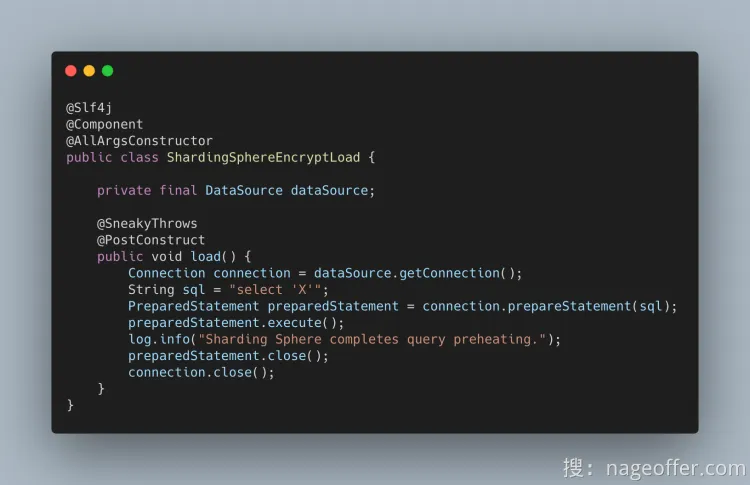 @Slf4j
@Component
@AllArgsConstructor
public class ShardingSphereEncryptLoad {
    private final DataSource dataSource;
    @SneakyThrows
    @PostConstruct
    public void load() {
        Connection connection = dataSource.getConnection();
        String sql = "select 'X'";
        PreparedStatement preparedStatement = connection.prepareStatement(sql);
        preparedStatement.execute();
        log.info("Sharding Sphere completes query preheating.");
        preparedStatement.close();
        connection.close();
    }
}
搜：nageoffer.com